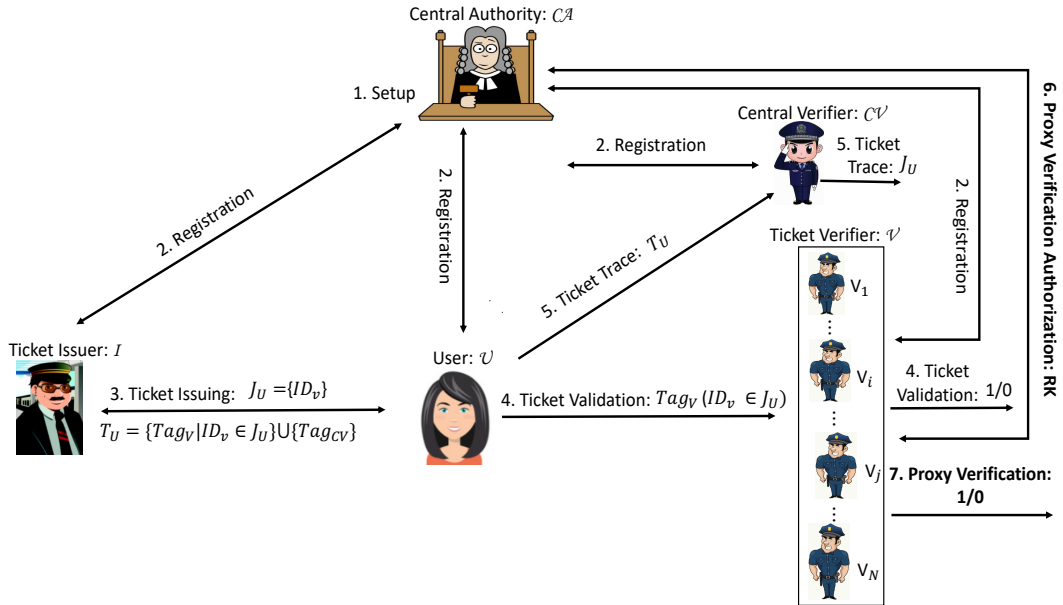 Central Authority: 𝒞𝒜
1. Setup
Central Verifier: 𝒞𝒱
2. Registration
5. Ticket
Trace: J_U
2. Registration
2. Registration
2. Registration
6. Proxy Verification Authorization: RK
5. Ticket Trace: T_U
Ticket Verifier: 𝒱
V_1
Ticket Issuer: I
User: 𝒰
3. Ticket Issuing: J_U ={ID_v}
T_U = {Tag_V|ID_v ∈ J_U}⋃{Tag_CV}
4. Ticket Validation: Tag_V (ID_v ∈ J_U)
V_i
4. Ticket
Validation: 1/0
V_j
7. Proxy Verification:
1/0
V_N